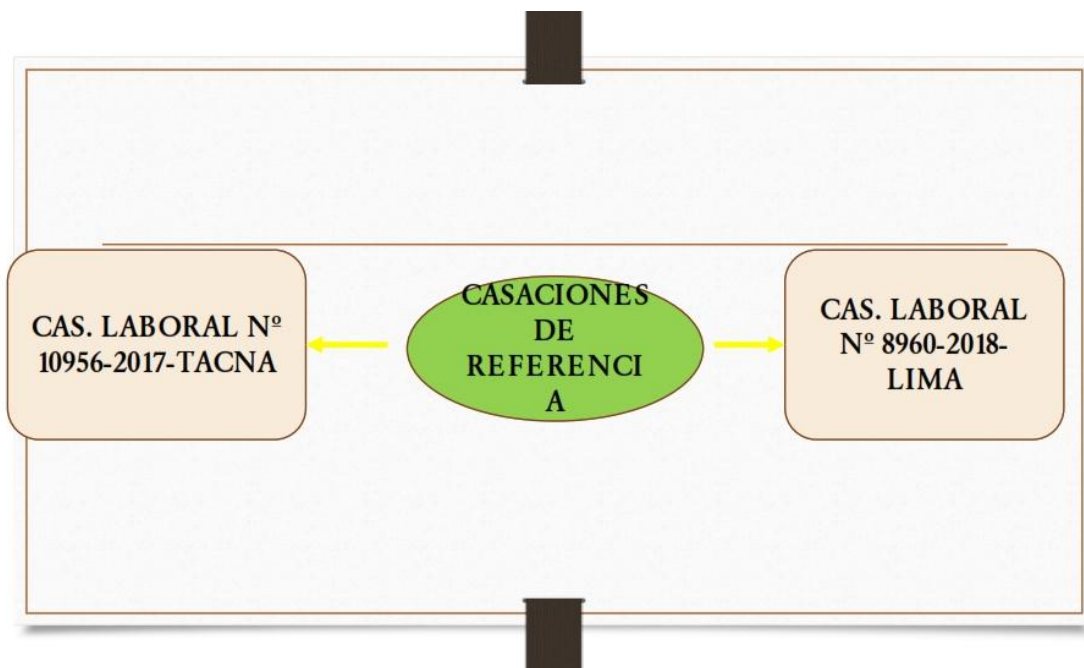 CAS. LABORAL Nº
10956-2017-TACNA
CASACIONES
DE
REFERENCI
A
CAS. LABORAL
Nº 8960-2018-
LIMA